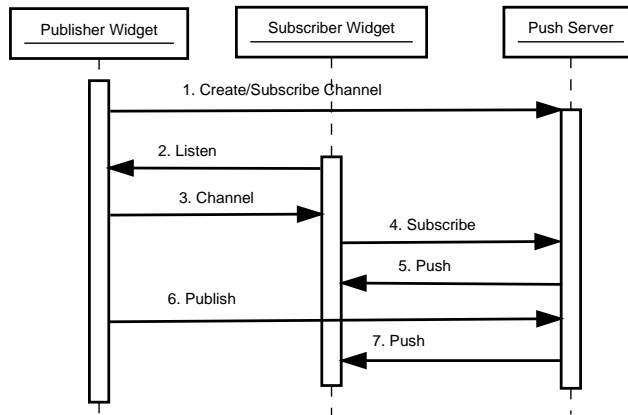 Publisher Widget
Subscriber Widget
Push Server
1. Create/Subscribe Channel
2. Listen
3. Channel
4. Subscribe
5. Push
6. Publish
7. Push